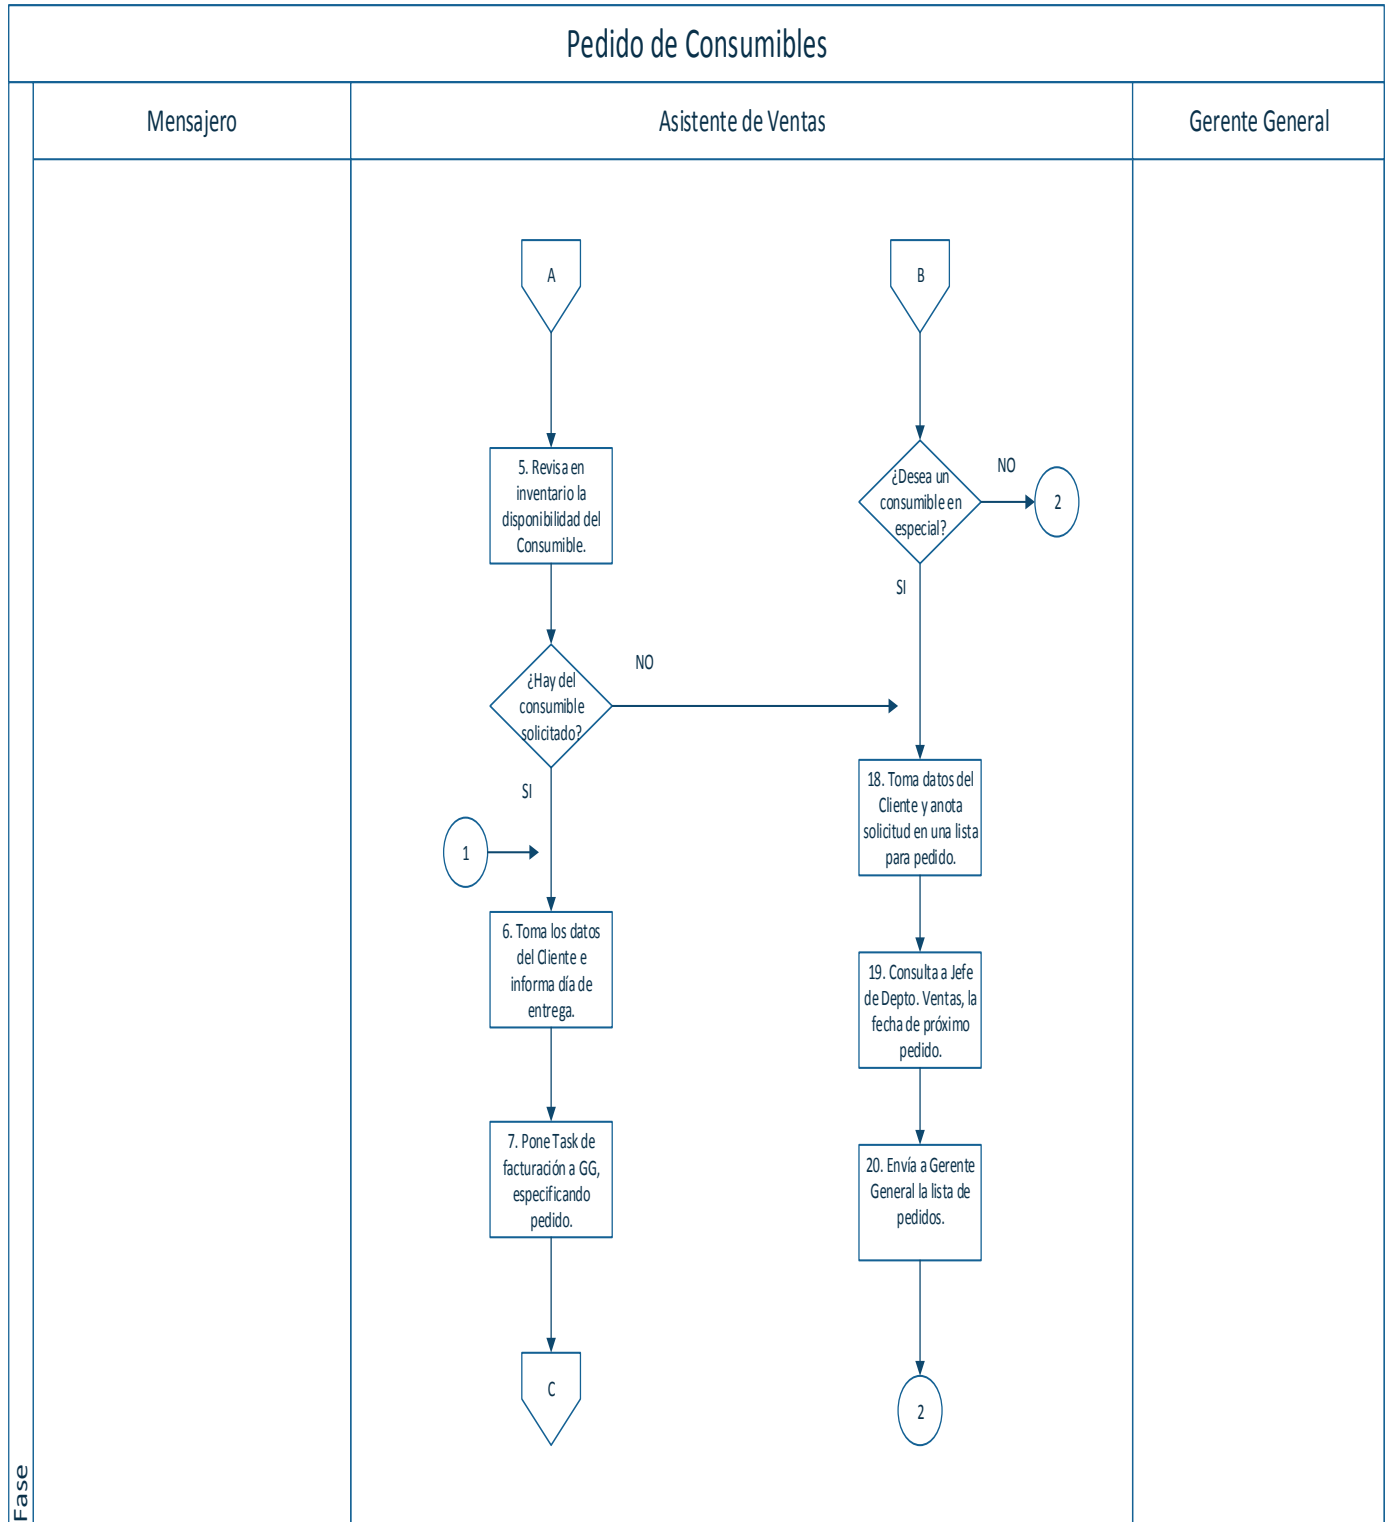 Pedido de Consumibles
Mensajero
Asistente de Ventas
Gerente General
A
B
5. Revisa en
inventario la
disponibilidad del
Consumible.
¿Desea un
consumible en
especial?
NO
2
SI
¿Hay del
consumible
solicitado?
NO
SI
1
18. Toma datos del
Cliente y anota
solicitud en una lista
para pedido.
6. Toma los datos
del Cliente e
informa día de
entrega.
19. Consulta a Jefe
de Depto. Ventas, la
fecha de próximo
pedido.
7. Pone Task de
facturación a GG,
especificando
pedido.
20. Envía a Gerente
General la lista de
pedidos.
C
2
Fase